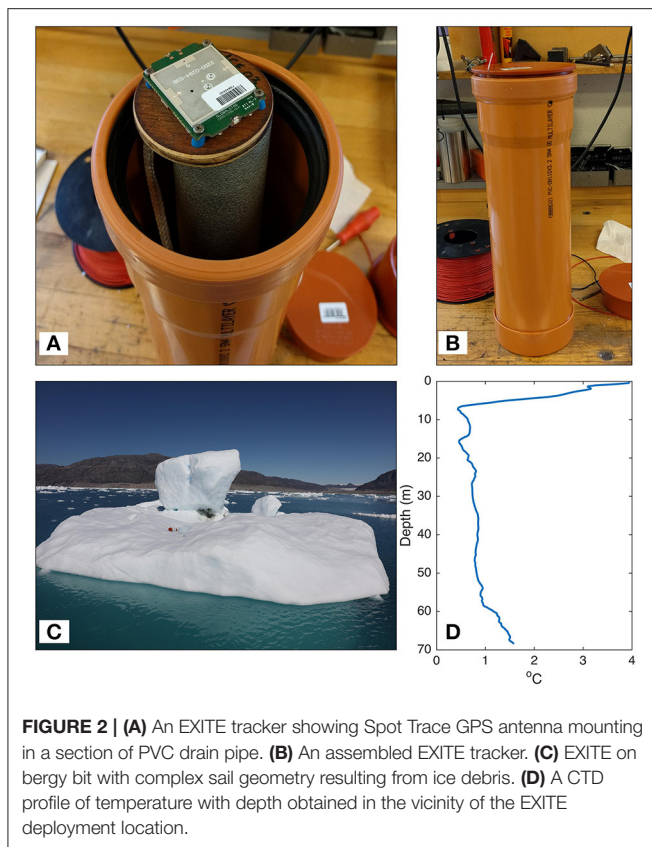 A
MULTILAYER
B
MULTILAYER
C
0
10
20
30
40
50
60
70
Depth (m)
D
0
1
2
3
4
°C
FIGURE 2 | (A) An EXITE tracker showing Spot Trace GPS antenna mounting
in a section of PVC drain pipe. (B) An assembled EXITE tracker. (C) EXITE on
bergy bit with complex sail geometry resulting from ice debris. (D) A CTD
profile of temperature with depth obtained in the vicinity of the EXITE
deployment location.